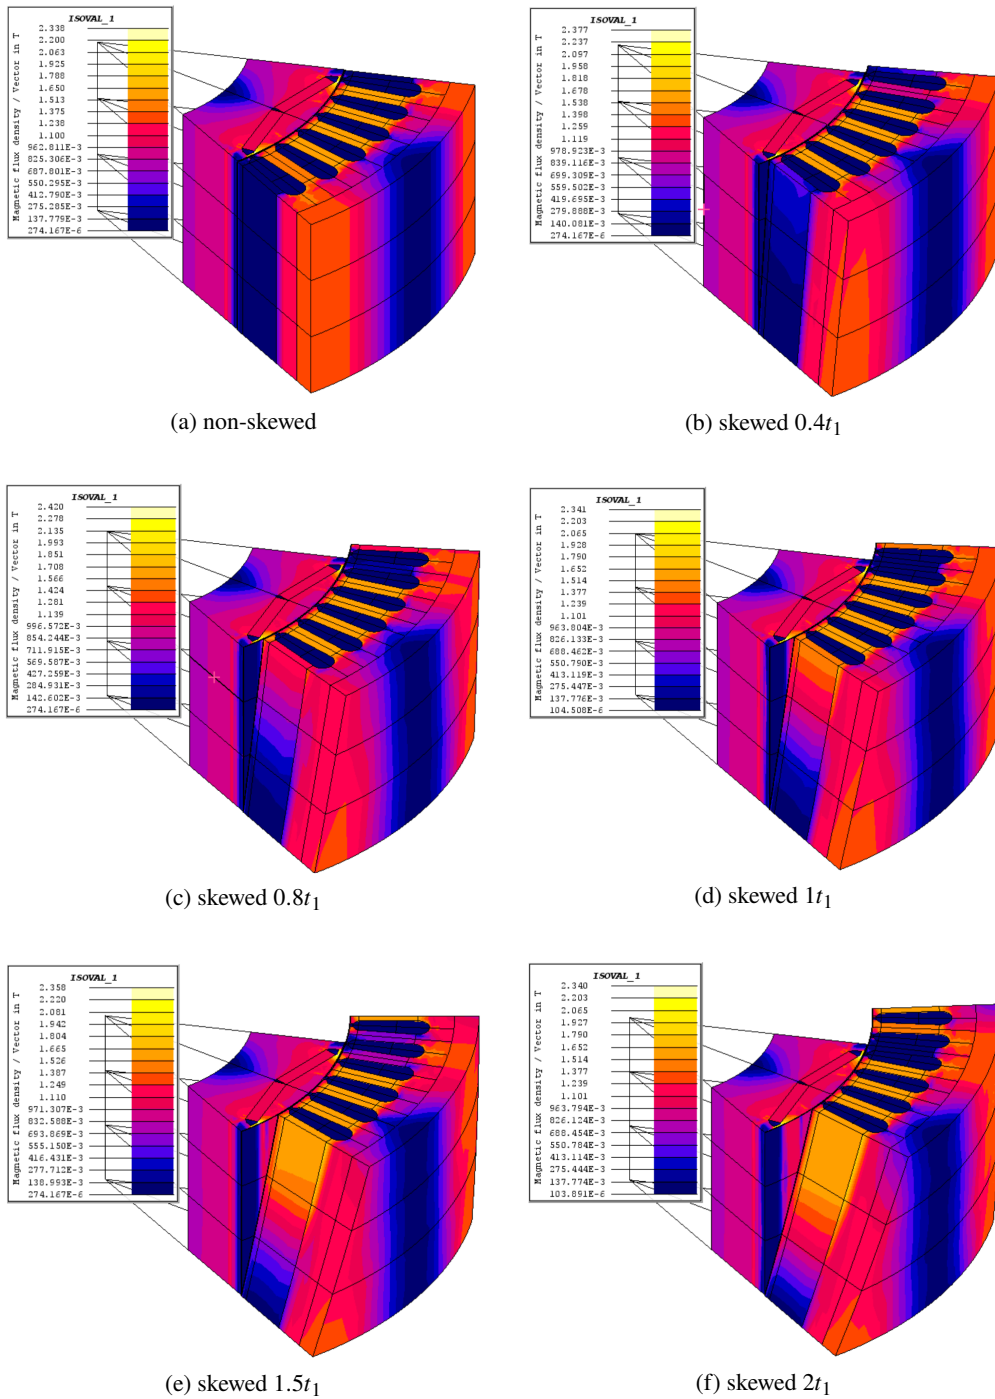 ISOVAL_1
Magnetic flux density / Vector in T
2.338
2.200
2.063
1.925
1.788
1.650
1.513
1.375
1.238
1.100
962.811E-3
825.306E-3
687.801E-3
550.295E-3
412.790E-3
275.285E-3
137.779E-3
274.167E-6
(a) non-skewed
ISOVAL_1
Magnetic flux density / Vector in T
2.377
2.237
2.097
1.958
1.818
1.678
1.538
1.398
1.259
1.119
978.923E-3
839.116E-3
699.309E-3
559.502E-3
419.695E-3
279.888E-3
140.081E-3
274.167E-6
(b) skewed 0.4t₁
ISOVAL_1
Magnetic flux density / Vector in T
2.420
2.278
2.135
1.993
1.851
1.708
1.566
1.424
1.281
1.139
996.572E-3
854.244E-3
711.915E-3
569.587E-3
427.259E-3
284.931E-3
142.602E-3
274.167E-6
(c) skewed 0.8t₁
ISOVAL_1
Magnetic flux density / Vector in T
2.341
2.203
2.065
1.928
1.790
1.652
1.514
1.377
1.239
1.101
963.804E-3
826.133E-3
688.462E-3
550.790E-3
413.119E-3
275.447E-3
137.776E-3
104.508E-6
(d) skewed 1t₁
ISOVAL_1
Magnetic flux density / Vector in T
2.358
2.220
2.081
1.942
1.804
1.665
1.526
1.387
1.249
1.110
971.307E-3
832.588E-3
693.869E-3
555.150E-3
416.431E-3
277.712E-3
138.993E-3
274.167E-6
(e) skewed 1.5t₁
ISOVAL_1
Magnetic flux density / Vector in T
2.340
2.203
2.065
1.927
1.790
1.652
1.514
1.377
1.239
1.101
963.794E-3
826.124E-3
688.454E-3
550.784E-3
413.114E-3
275.444E-3
137.774E-3
103.891E-6
(f) skewed 2t₁